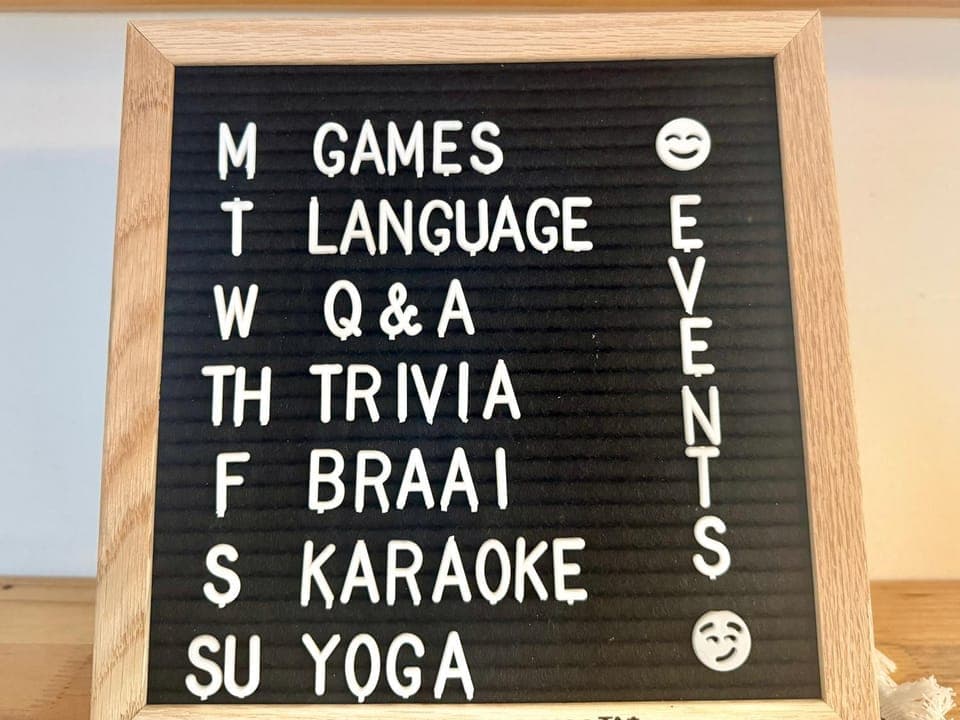 M GAMES
T LANGUAGE
W Q & A
TH TRIVIA
F BRAAI
S KARAOKE
SU YOGA
EVENTS